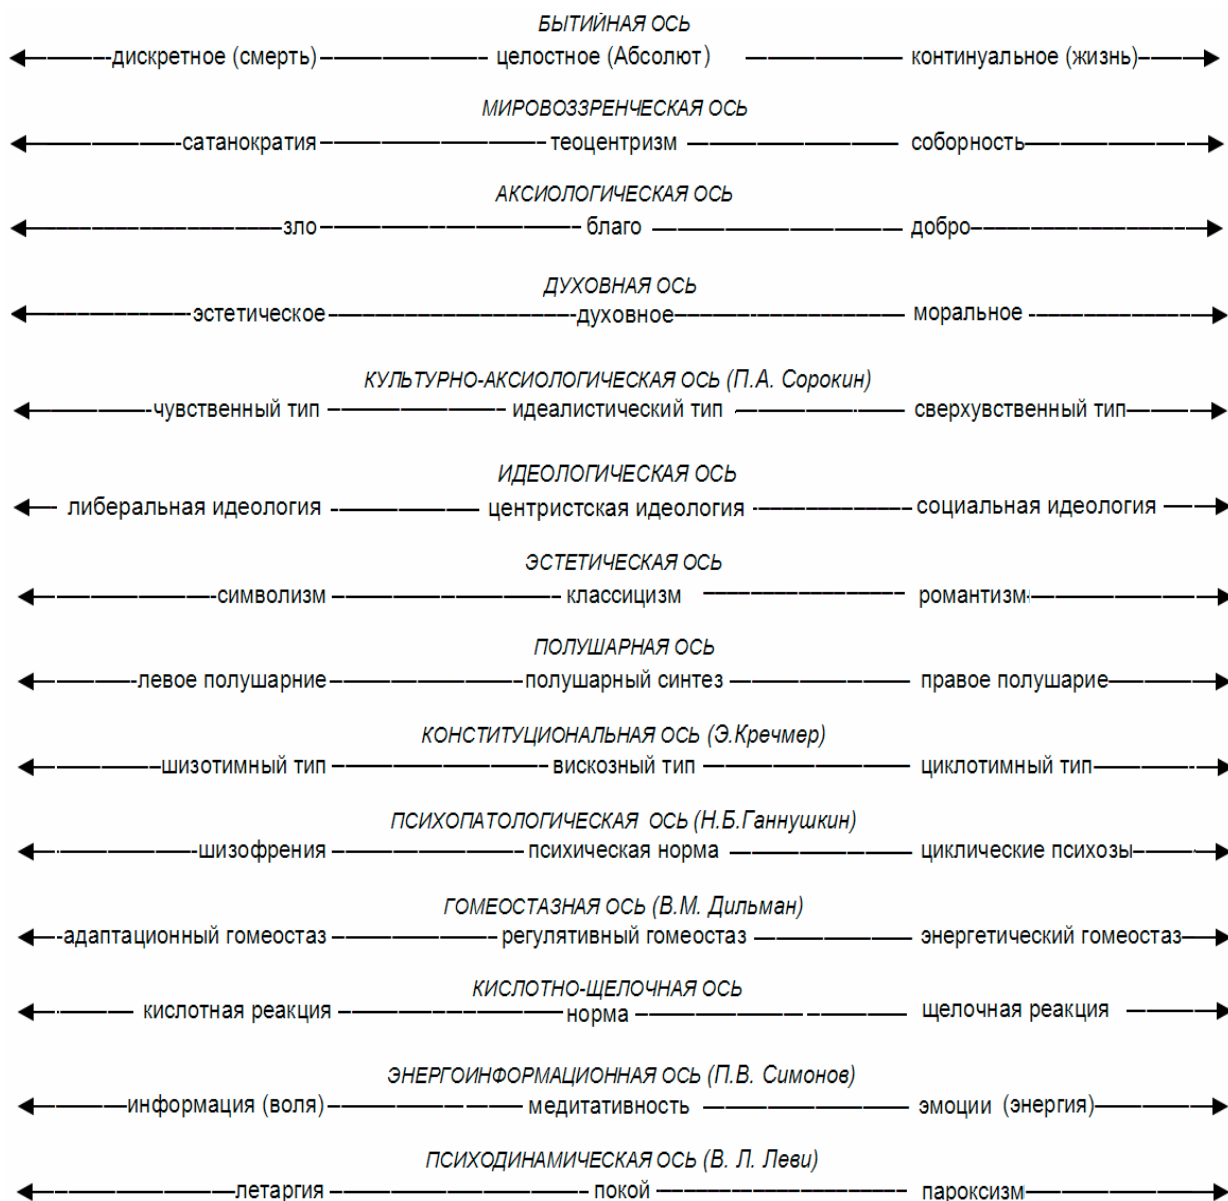 БЫТИЙНАЯ ОСЬ
дискретное (смерть) целостное (Абсолют) континуальное (жизнь)
МИРОВОЗЗРЕНЧЕСКАЯ ОСЬ
сатанократия теоцентризм соборность
АКСИОЛОГИЧЕСКАЯ ОСЬ
зло благо добро
ДУХОВНАЯ ОСЬ
эстетическое духовное моральное
КУЛЬТУРНО-АКСИОЛОГИЧЕСКАЯ ОСЬ (П.А. Сорокин)
чувственный тип идеалистический тип сверхувственный тип
ИДЕОЛОГИЧЕСКАЯ ОСЬ
либеральная идеология центристская идеология социальная идеология
ЭСТЕТИЧЕСКАЯ ОСЬ
символизм классицизм романтизм
ПОЛУШАРНАЯ ОСЬ
левое полушарние полушарный синтез правое полушарие
КОНСТИТУЦИОНАЛЬНАЯ ОСЬ (Э.Кречмер)
шизотимный тип вискозный тип циклотимный тип
ПСИХОПАТОЛОГИЧЕСКАЯ ОСЬ (Н.Б.Ганнушкин)
шизофрения психическая норма циклические психозы
ГОМЕОСТАЗНАЯ ОСЬ (В.М. Дильман)
адаптационный гомеостаз регулятивный гомеостаз энергетический гомеостаз
КИСЛОТНО-ЩЕЛОЧНАЯ ОСЬ
кислотная реакция норма щелочная реакция
ЭНЕРГОИНФОРМАЦИОННАЯ ОСЬ (П.В. Симонов)
информация (воля) медитативность эмоции (энергия)
ПСИХОДИНАМИЧЕСКАЯ ОСЬ (В. Л. Леви)
летаргия покой пароксизм